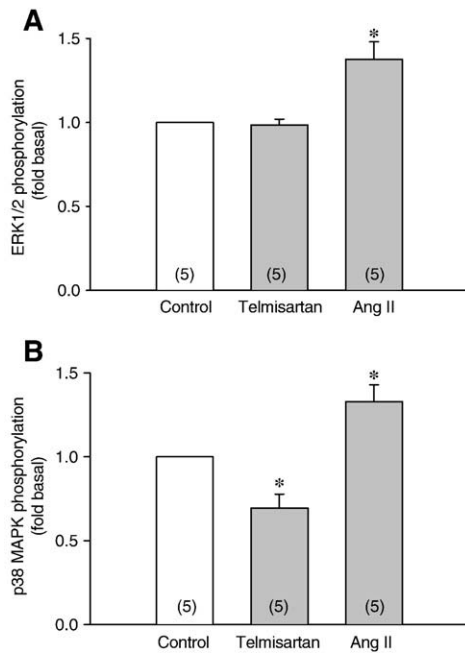 A
ERK1/2 phosphorylation
(fold basal)
1.5
1.0
0.5
0.0
*
(5)
(5)
(5)
Control
Telmisartan
Ang II
B
p38 MAPK phosphorylation
(fold basal)
1.5
1.0
0.5
0.0
*
*
(5)
(5)
(5)
Control
Telmisartan
Ang II